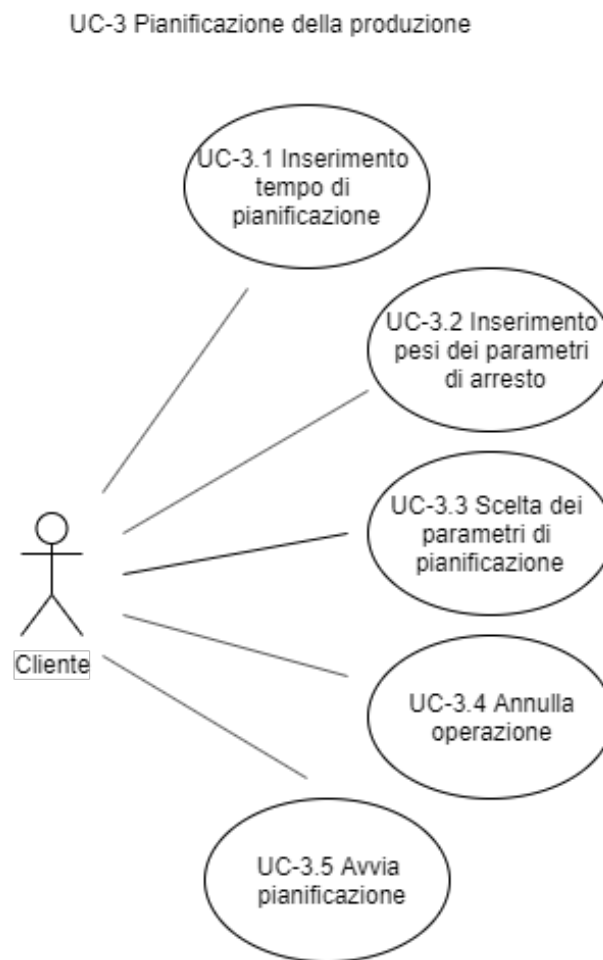 UC-3 Pianificazione della produzione
UC-3.1 Inserimento
tempo di
pianificazione
UC-3.2 Inserimento
pesi dei parametri
di arresto
UC-3.3 Scelta dei
parametri di
pianificazione
Cliente
UC-3.4 Annulla
operazione
UC-3.5 Avvia
pianificazione